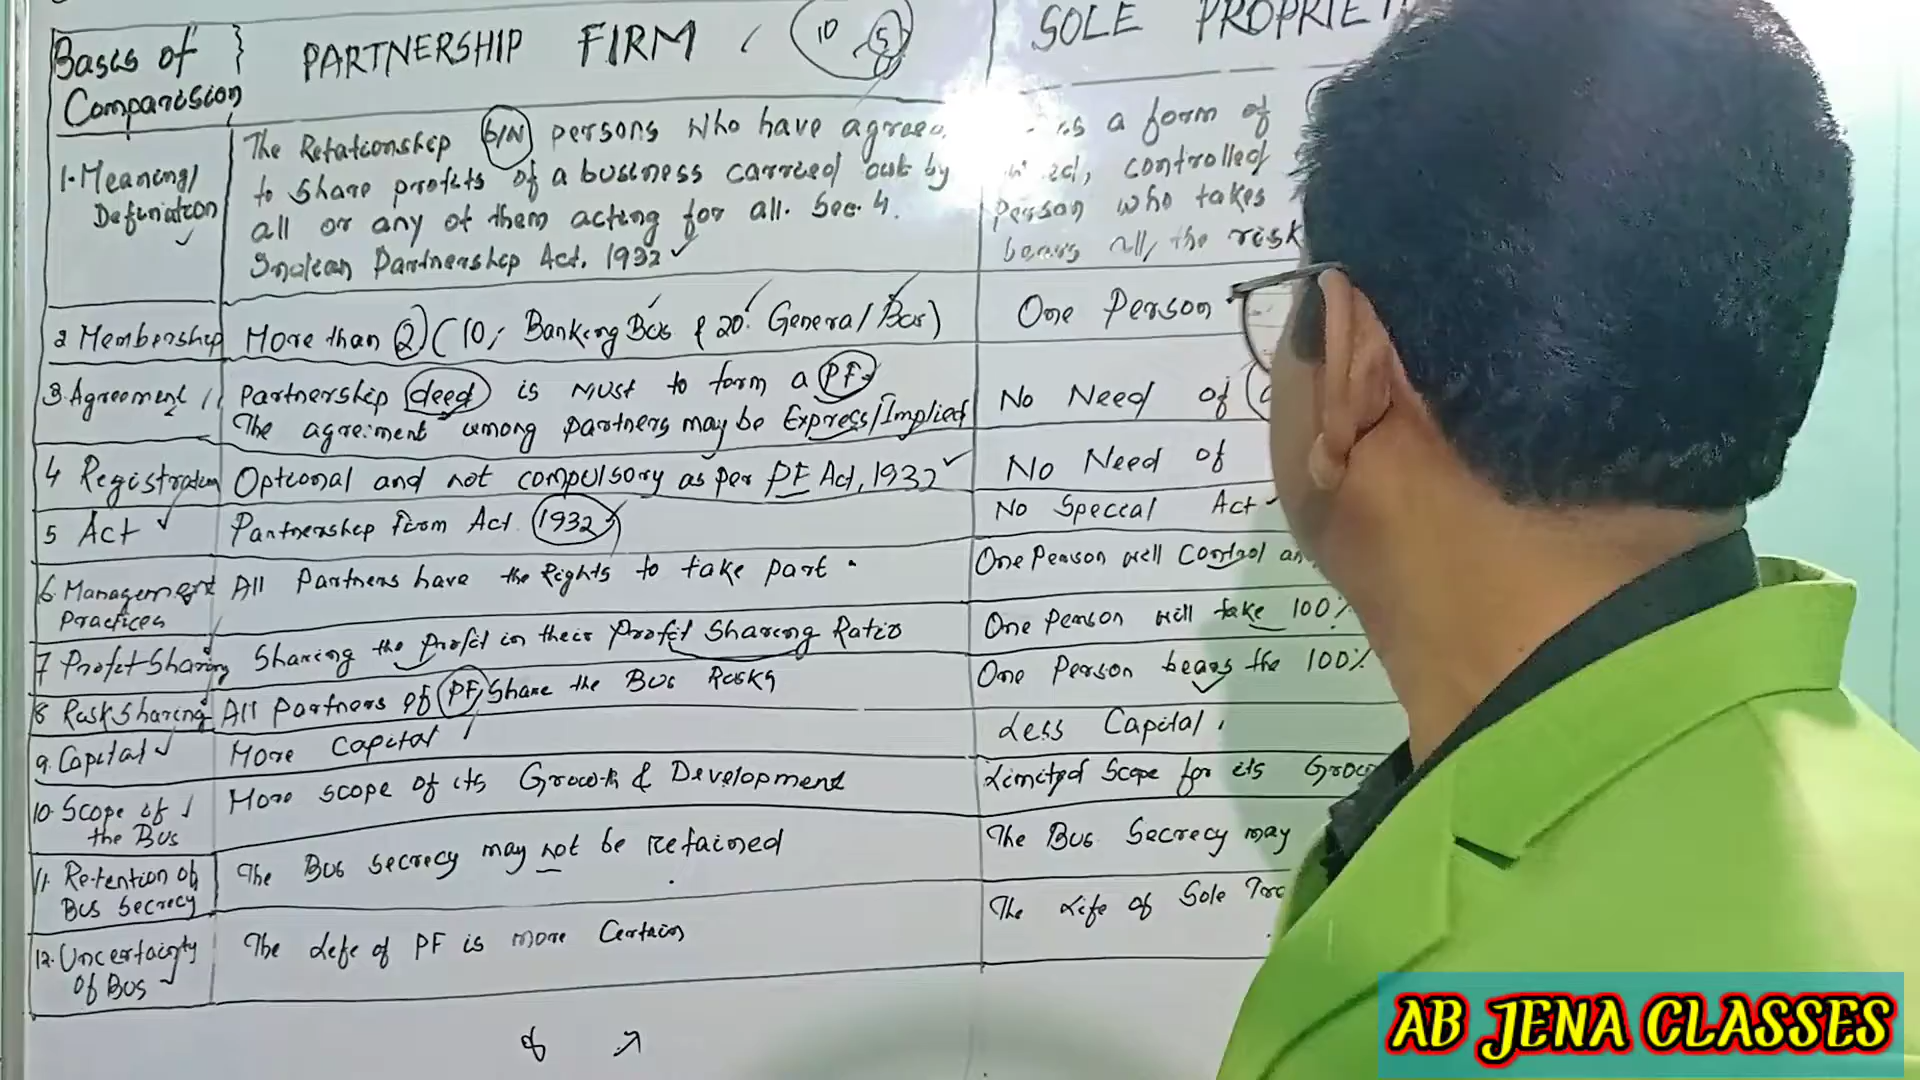 Basis of Comparision
PARTNERSHIP FIRM
10
5
SOLE PROPRIET
1. Meaning/ Definiation
The Relationship b/N persons who have agreed
to share profits of a business carried out by
all or any of them acting for all. Sec. 4.
Indian Partnership Act. 1932
is a form of
controlled
person who takes
bears all the risk
2 Membership
More than 2 (10, Banking Bus & 20. General Bus)
One Person
3. Agreement
Partnership deed is must to form a PF
The agreement among partners may be Express/Implied
No Need of
4 Registration
Optional and not compulsory as per PF Act, 1932
No Need of
5 Act
Partnership Firm Act 1932
No Special Act
6. Management Practices
All Partners have the Rights to take part
One Person will Control an
7 Profit Sharing
Sharing the Profit in their Profit Sharing Ratio
One Person will take 100%
8 Risk Sharing
All partners of PF Share the Bus Risks
One Person bears the 100%
9. Capital
More Capital
Less Capital
10. Scope of the Bus
More scope of its Growth & Development
Limited Scope for its Grow
11. Retention of Bus Secrecy
The Bus secrecy may not be retained
The Bus Secrecy may
12. Uncertainty of Bus
The Life of PF is more Certain
The Life of Sole Pro
AB JENA CLASSES